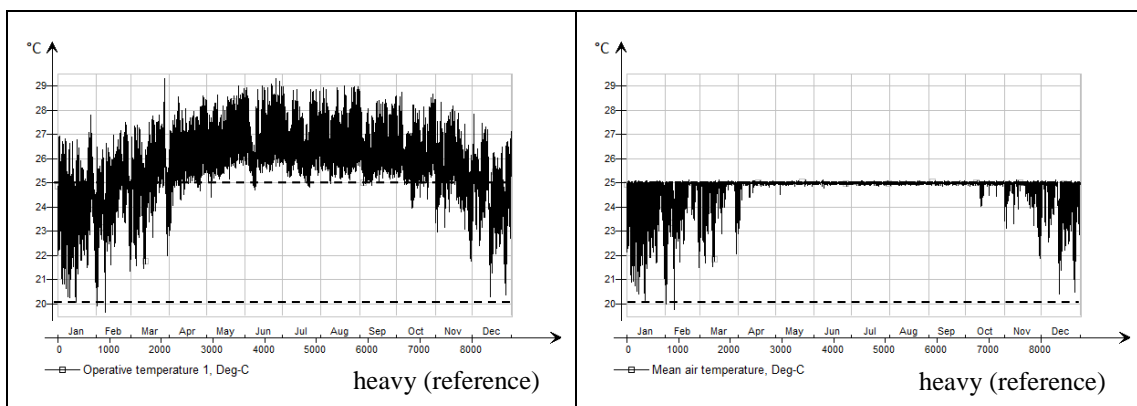 °C
29
28
27
26
25
24
23
22
21
20
Jan Feb Mar Apr May Jun Jul Aug Sep Oct Nov Dec
0 1000 2000 3000 4000 5000 6000 7000 8000
Operative temperature 1, Deg-C
heavy (reference)
°C
29
28
27
26
25
24
23
22
21
20
Jan Feb Mar Apr May Jun Jul Aug Sep Oct Nov Dec
0 1000 2000 3000 4000 5000 6000 7000 8000
Mean air temperature, Deg-C
heavy (reference)